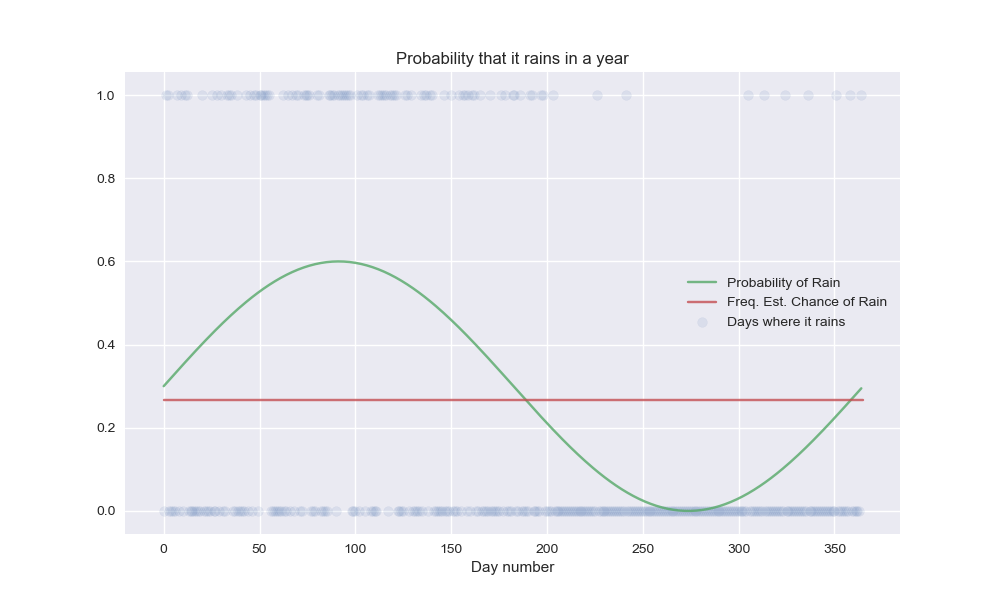 Probability that it rains in a year
1.0
0.8
0.6
0.4
0.2
0.0
Probability of Rain
Freq. Est. Chance of Rain
Days where it rains
0 50 100 150 200 250 300 350
Day number